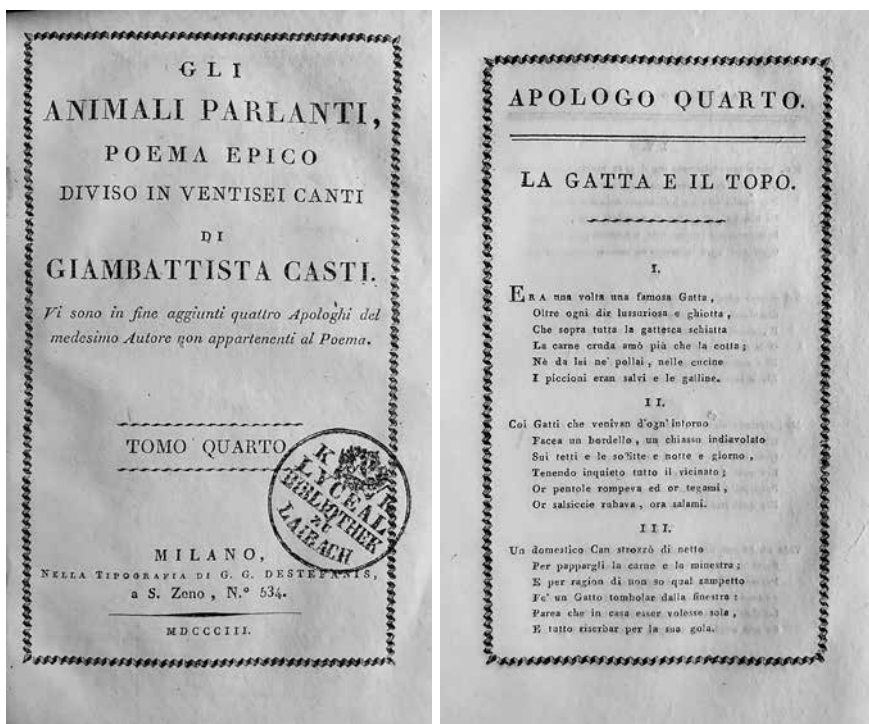 GLI
ANIMALI PARLANTI,
POEMA EPICO
DIVISO IN VENTISEI CANTI
DI
GIAMBATTISTA CASTI.
Vi sono in fine aggiunti quattro Apologhi del
medesimo Autore non appartenenti al Poema.
TOMO QUARTO
K
LYCEAL
BIBLIOTHEK
ZU
LAIBACH
MILANO,
NELLA TIPOGRAFIA DI G. G. DESTEFANIS,
a S. Zeno, N.º 534.
MDCCCIII.
APOLOGO QUARTO.
LA GATTA E IL TOPO.
I.
ERA una volta una famosa Gatta,
Oltre ogni dir lussuriosa e ghiotta,
Che sopra tutta la gattesca schiatta
La carne cruda amò più che la cotta;
Nè da lei ne' pollai, nelle cucine
I piccioni eran salvi e le galline.
II.
Coi Gatti che venivan d'ogn'intorno
Facea un bordello, un chiasso indiavolato
Sui tetti e le soffitte e notte e giorno,
Tenendo inquieto tutto il vicinato;
Or pentole rompeva ed or tegami,
Or salsiccie rubava, ora salami.
III.
Un domestico Can strozzò di netto
Per pappargli la carne e la minestra;
E per ragion di non so qual zampetto
Fe' un Gatto tombolar dalla finestra:
Parea che in casa esser volesse sola,
E tutto riserbar per la sua gola.